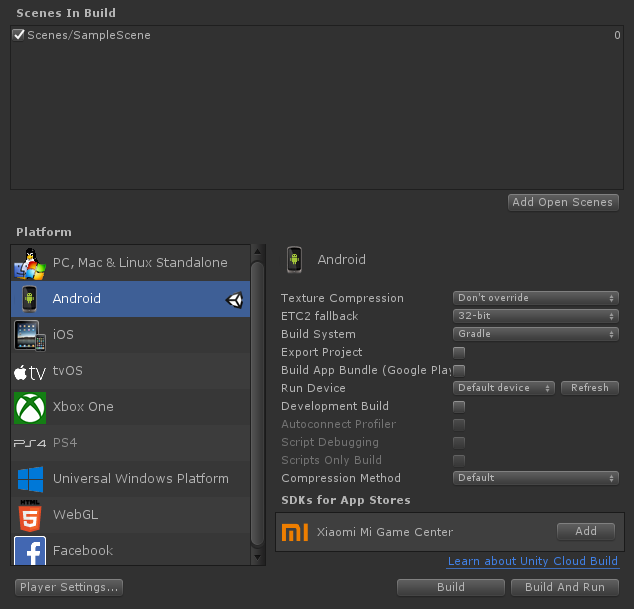 Scenes In Build
Scenes/SampleScene 0
Add Open Scenes
Platform
PC, Mac & Linux Standalone
Android
iOS
tvOS
Xbox One
PS4
Universal Windows Platform
WebGL
Facebook
Android
Texture Compression Don't override
ETC2 fallback 32-bit
Build System Gradle
Export Project
Build App Bundle (Google Play
Run Device Default device Refresh
Development Build
Autoconnect Profiler
Script Debugging
Scripts Only Build
Compression Method Default
SDKs for App Stores
Xiaomi Mi Game Center Add
Learn about Unity Cloud Build
Player Settings... Build Build And Run